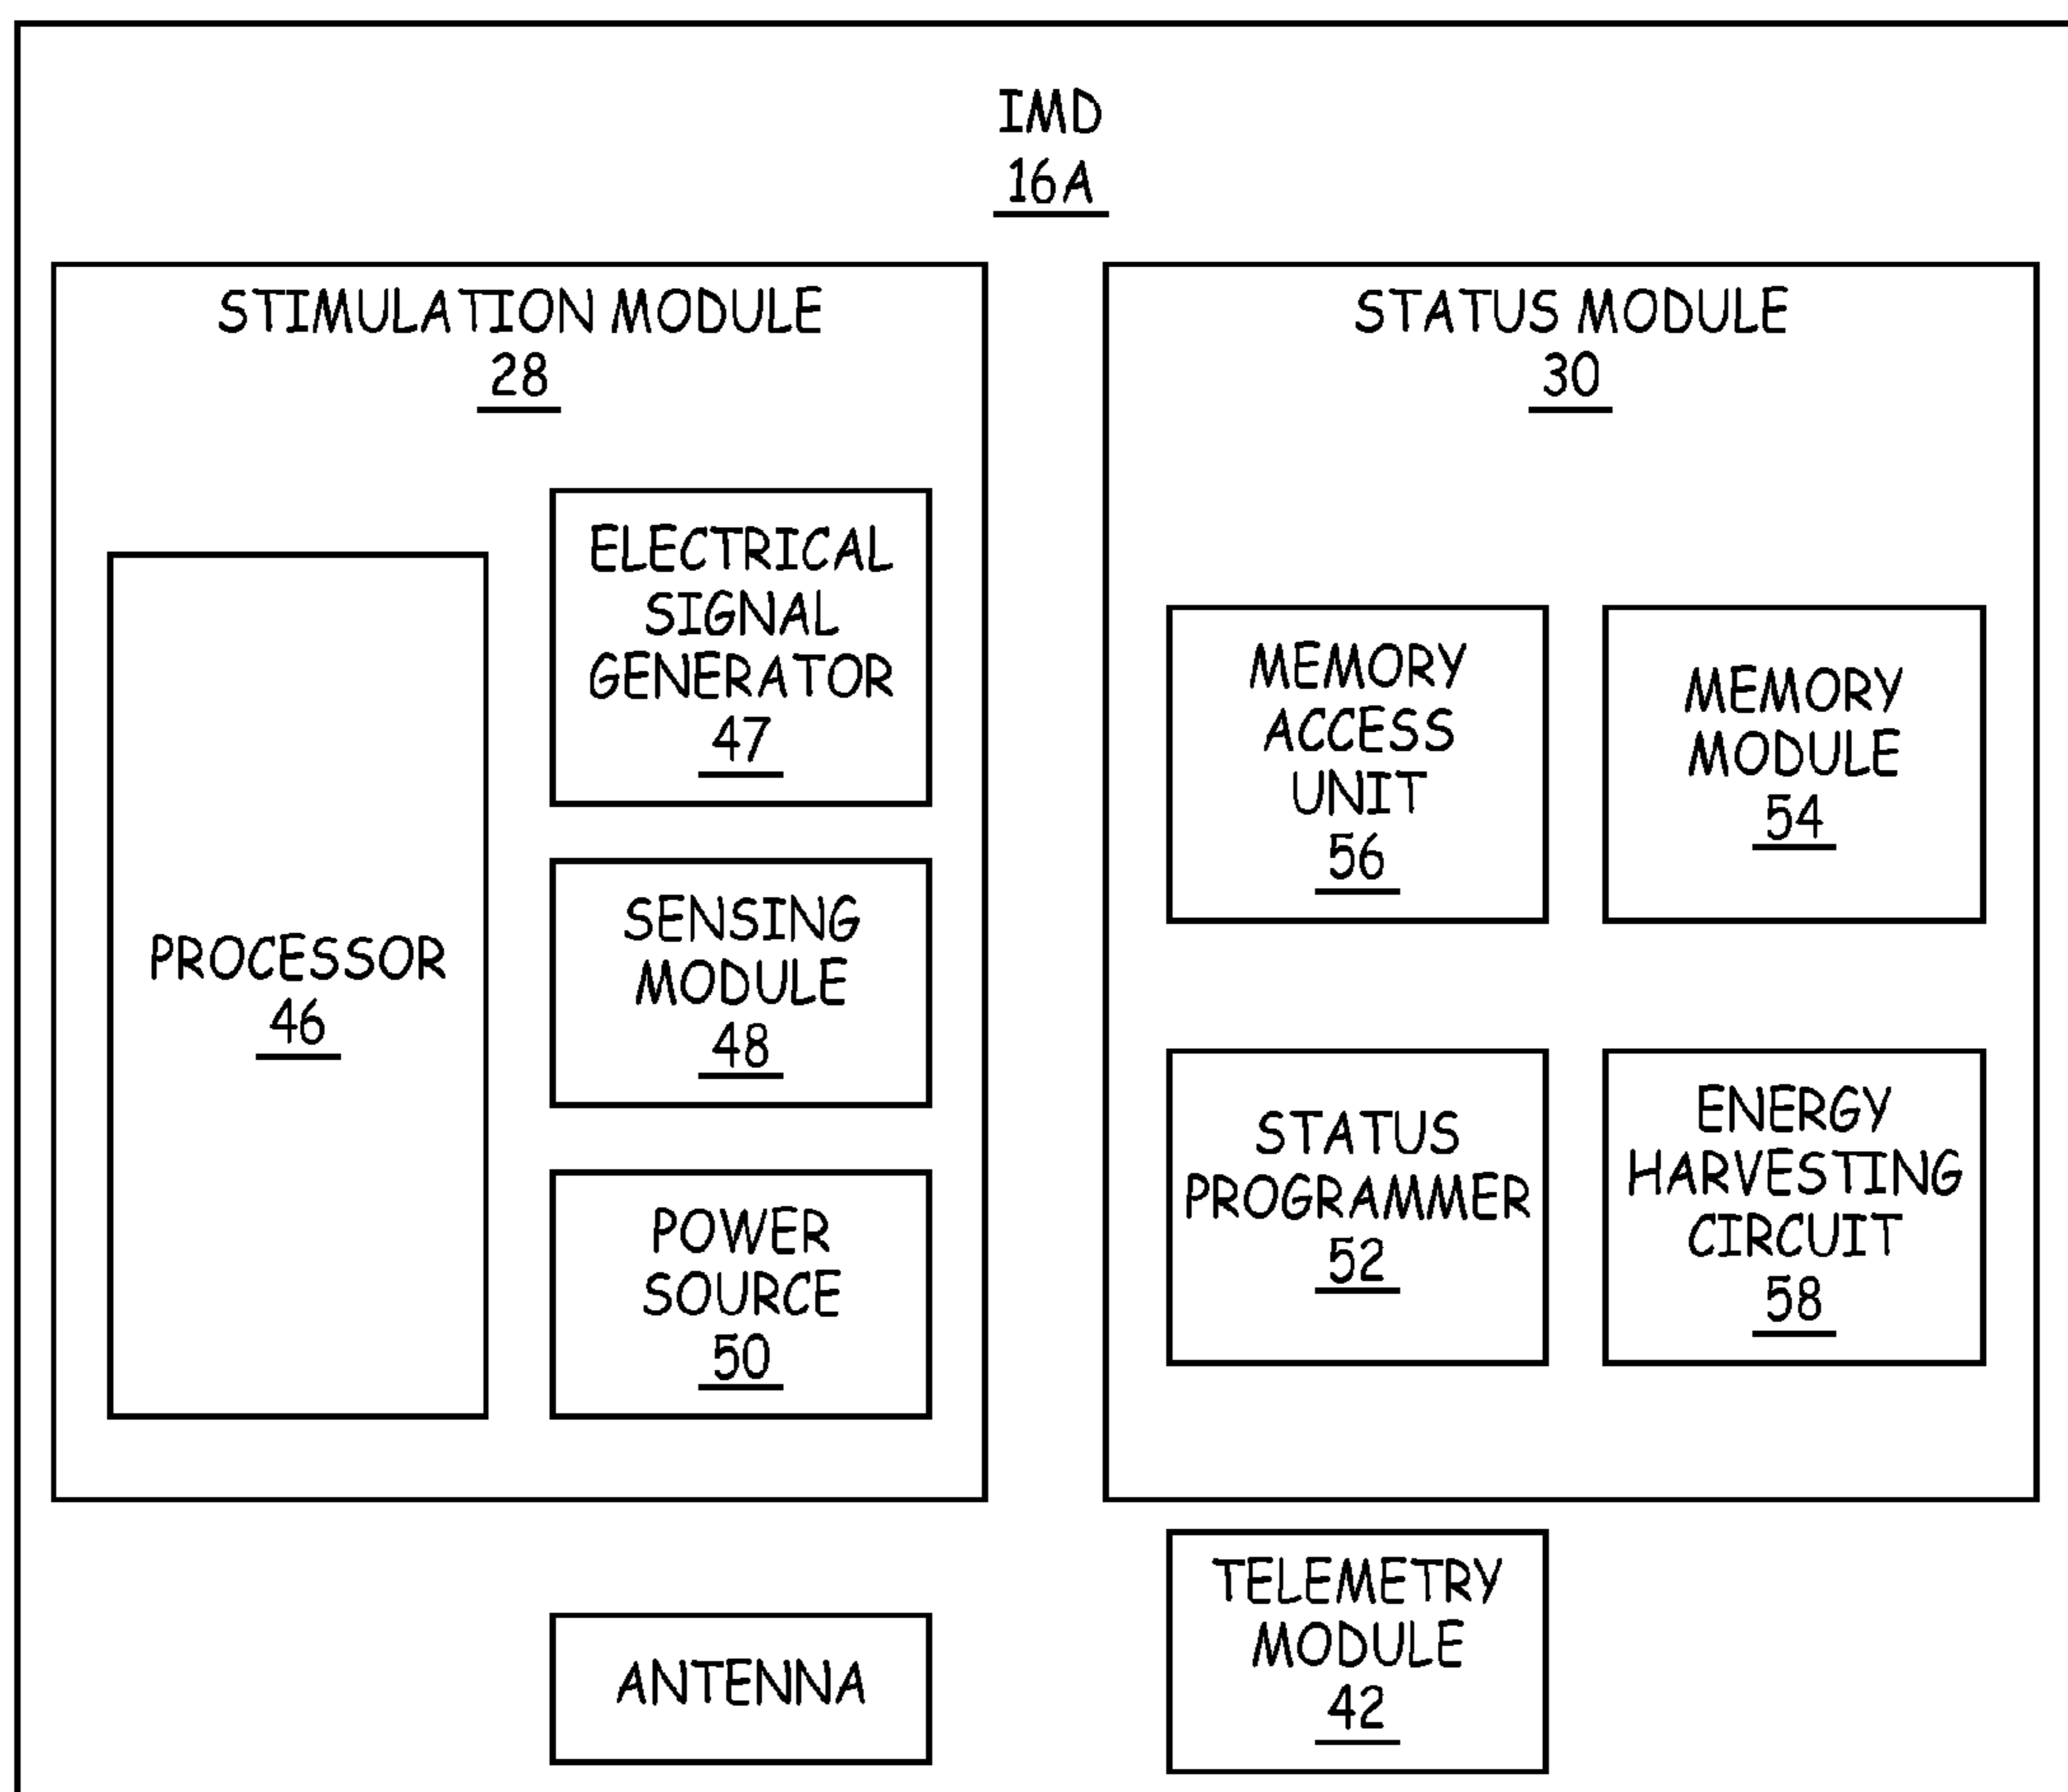 IMD
16A
STIMULATION MODULE
28
ELECTRICAL
SIGNAL
GENERATOR
47
PROCESSOR
46
SENSING
MODULE
48
POWER
SOURCE
50
STATUS MODULE
30
MEMORY
ACCESS
UNIT
56
MEMORY
MODULE
54
STATUS
PROGRAMMER
52
ENERGY
HARVESTING
CIRCUIT
58
ANTENNA
TELEMETRY
MODULE
42